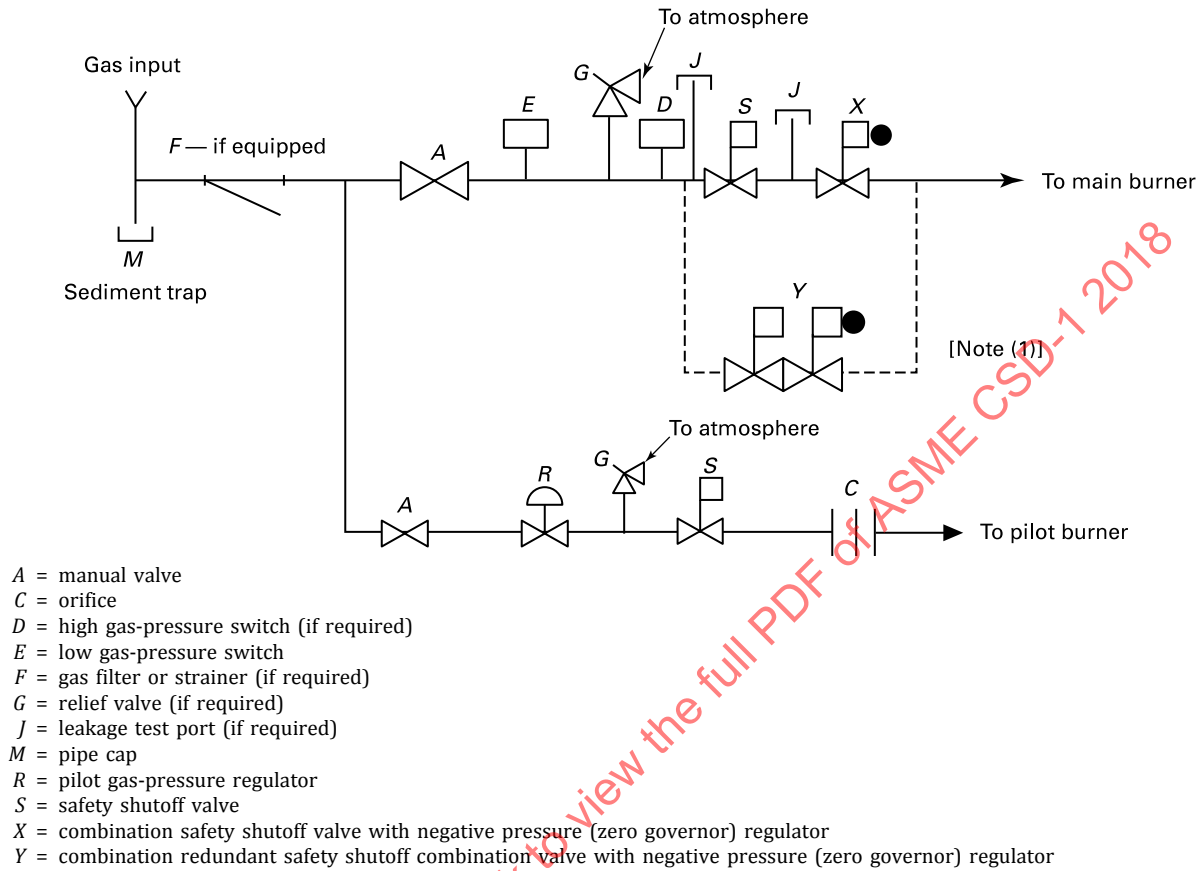 To atmosphere
Gas input
G
J
E
D
S
J
X
F — if equipped
A
To main burner
M
Sediment trap
Y
[Note (1)]
To atmosphere
G
S
R
A
C
To pilot burner
A = manual valve
C = orifice
D = high gas-pressure switch (if required)
E = low gas-pressure switch
F = gas filter or strainer (if required)
G = relief valve (if required)
J = leakage test port (if required)
M = pipe cap
R = pilot gas-pressure regulator
S = safety shutoff valve
X = combination safety shutoff valve with negative pressure (zero governor) regulator
Y = combination redundant safety shutoff combination valve with negative pressure (zero governor) regulator
to view the full PDF of ASME CSD-1 2018